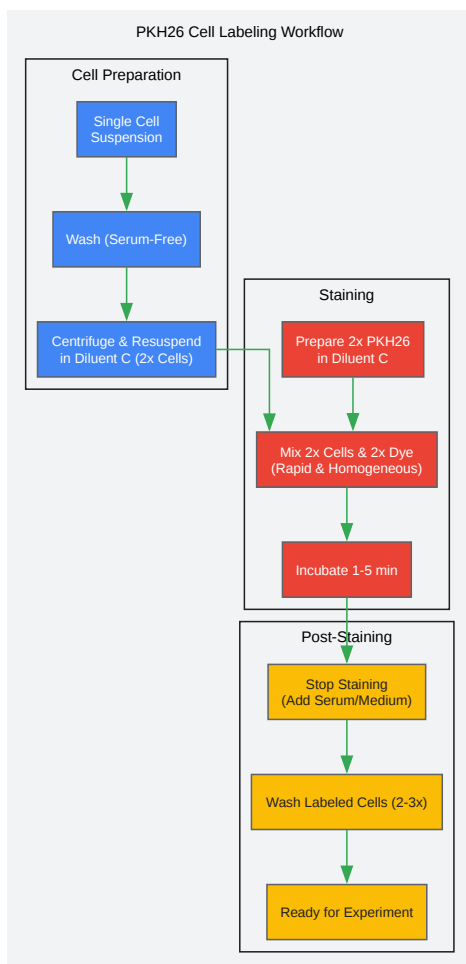 PKH26 Cell Labeling Workflow
Cell Preparation
Single Cell
Suspension
Wash (Serum-Free)
Centrifuge & Resuspend
in Diluent C (2x Cells)
Staining
Prepare 2x PKH26
in Diluent C
Mix 2x Cells & 2x Dye
(Rapid & Homogeneous)
Incubate 1-5 min
Post-Staining
Stop Staining
(Add Serum/Medium)
Wash Labeled Cells (2-3x)
Ready for Experiment